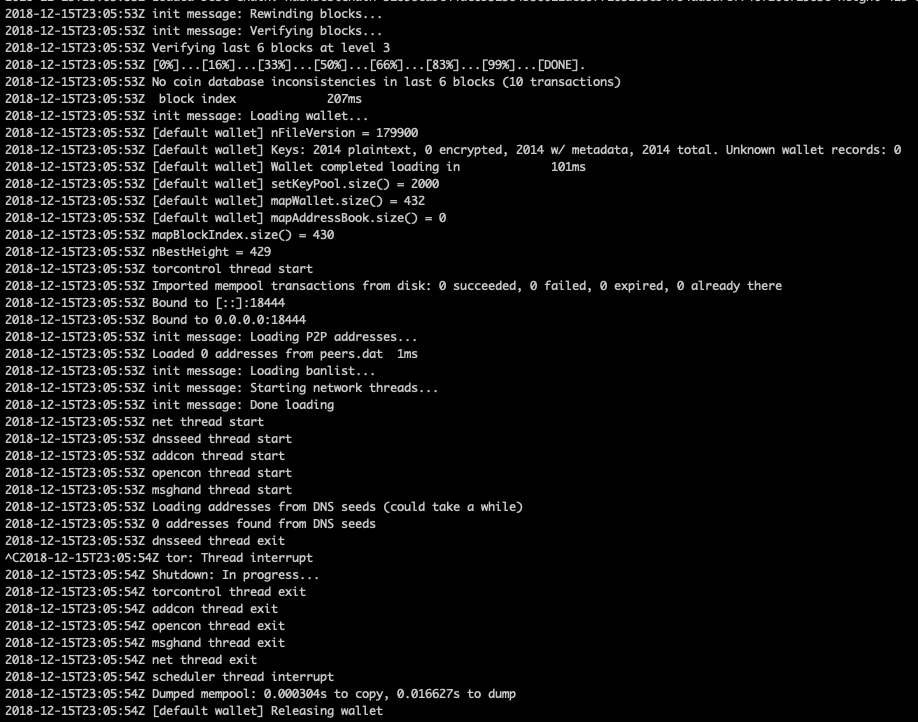 2018-12-15T23:05:53Z init message: Rewinding blocks...
2018-12-15T23:05:53Z init message: Verifying blocks...
2018-12-15T23:05:53Z Verifying last 6 blocks at level 3
2018-12-15T23:05:53Z [0%]...[16%]...[33%]...[50%]...[66%]...[83%]...[99%]...[DONE].
2018-12-15T23:05:53Z No coin database inconsistencies in last 6 blocks (10 transactions)
2018-12-15T23:05:53Z  block index             207ms
2018-12-15T23:05:53Z init message: Loading wallet...
2018-12-15T23:05:53Z [default wallet] nFileVersion = 179900
2018-12-15T23:05:53Z [default wallet] Keys: 2014 plaintext, 0 encrypted, 2014 w/ metadata, 2014 total. Unknown wallet records: 0
2018-12-15T23:05:53Z [default wallet] Wallet completed loading in             101ms
2018-12-15T23:05:53Z [default wallet] setKeyPool.size() = 2000
2018-12-15T23:05:53Z [default wallet] mapWallet.size() = 432
2018-12-15T23:05:53Z [default wallet] mapAddressBook.size() = 0
2018-12-15T23:05:53Z mapBlockIndex.size() = 430
2018-12-15T23:05:53Z nBestHeight = 429
2018-12-15T23:05:53Z torcontrol thread start
2018-12-15T23:05:53Z Imported mempool transactions from disk: 0 succeeded, 0 failed, 0 expired, 0 already there
2018-12-15T23:05:53Z Bound to [::]:18444
2018-12-15T23:05:53Z Bound to 0.0.0.0:18444
2018-12-15T23:05:53Z init message: Loading P2P addresses...
2018-12-15T23:05:53Z Loaded 0 addresses from peers.dat  1ms
2018-12-15T23:05:53Z init message: Loading banlist...
2018-12-15T23:05:53Z init message: Starting network threads...
2018-12-15T23:05:53Z init message: Done loading
2018-12-15T23:05:53Z net thread start
2018-12-15T23:05:53Z dnsseed thread start
2018-12-15T23:05:53Z addcon thread start
2018-12-15T23:05:53Z opencon thread start
2018-12-15T23:05:53Z msghand thread start
2018-12-15T23:05:53Z Loading addresses from DNS seeds (could take a while)
2018-12-15T23:05:53Z 0 addresses found from DNS seeds
2018-12-15T23:05:53Z dnsseed thread exit
^C2018-12-15T23:05:54Z tor: Thread interrupt
2018-12-15T23:05:54Z Shutdown: In progress...
2018-12-15T23:05:54Z torcontrol thread exit
2018-12-15T23:05:54Z addcon thread exit
2018-12-15T23:05:54Z opencon thread exit
2018-12-15T23:05:54Z msghand thread exit
2018-12-15T23:05:54Z net thread exit
2018-12-15T23:05:54Z scheduler thread interrupt
2018-12-15T23:05:54Z Dumped mempool: 0.000304s to copy, 0.016627s to dump
2018-12-15T23:05:54Z [default wallet] Releasing wallet